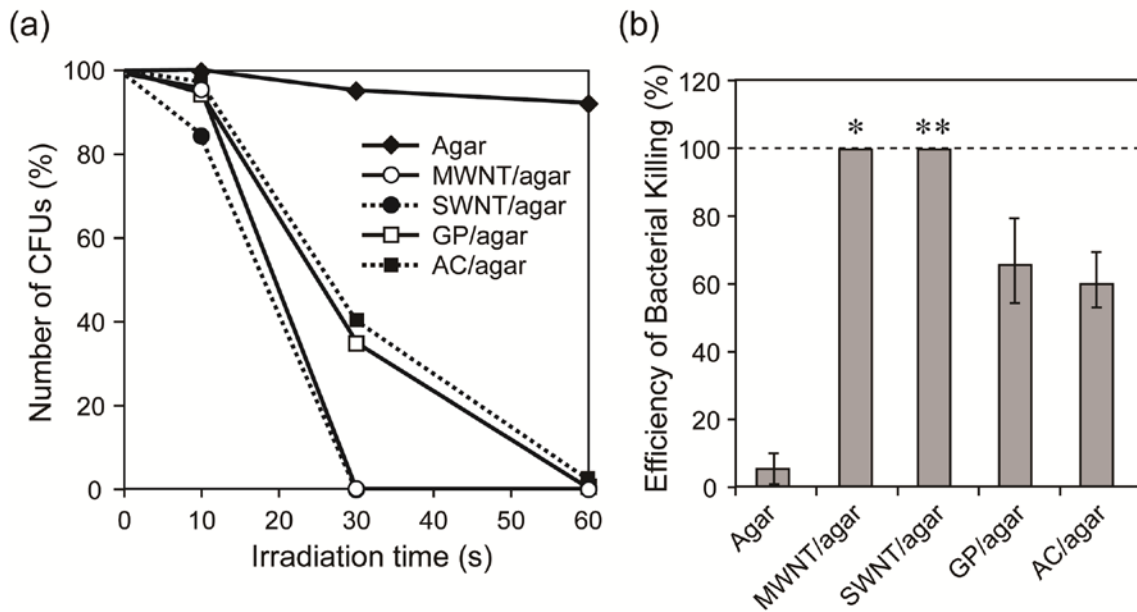 (a)
Number of CFUs (%)
100
80
60
40
20
0
0 10 20 30 40 50 60
Irradiation time (s)
Agar
MWNT/agar
SWNT/agar
GP/agar
AC/agar
(b)
Efficiency of Bacterial Killing (%)
120
100
80
60
40
20
0
* **
Agar
MWNT/agar
SWNT/agar
GP/agar
AC/agar